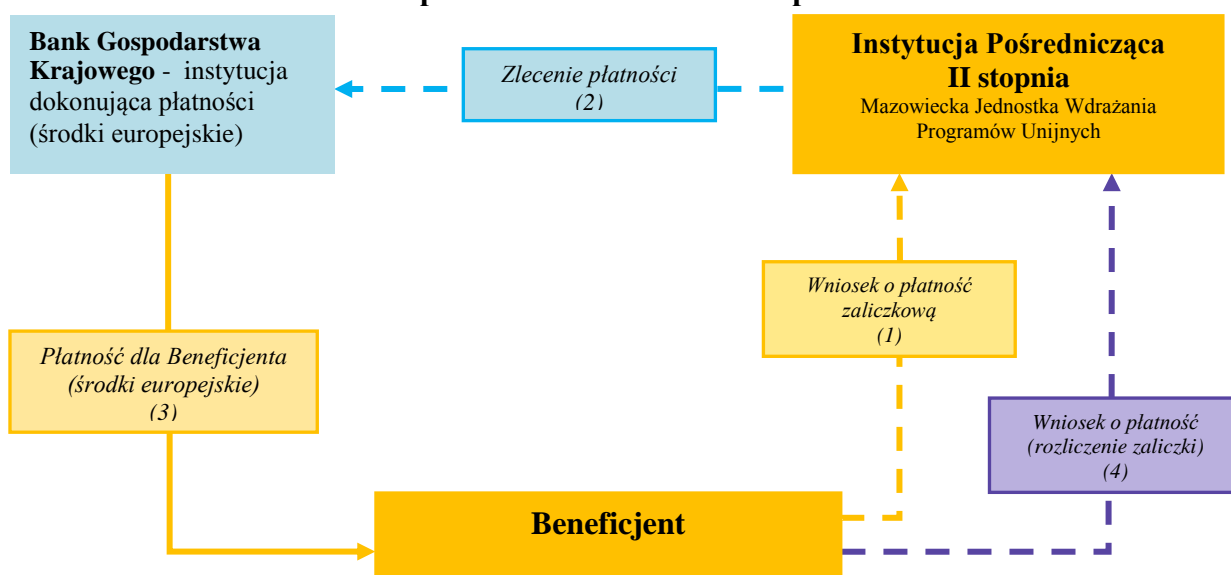 Bank Gospodarstwa
Krajowego - instytucja
dokonująca płatności
(środki europejskie)
Zlecenie płatności
(2)
Instytucja Pośrednicząca
II stopnia
Mazowiecka Jednostka Wdrażania
Programów Unijnych
Wniosek o płatność
zaliczkową
(1)
Płatność dla Beneficjenta
(środki europejskie)
(3)
Wniosek o płatność
(rozliczenie zaliczki)
(4)
Beneficjent